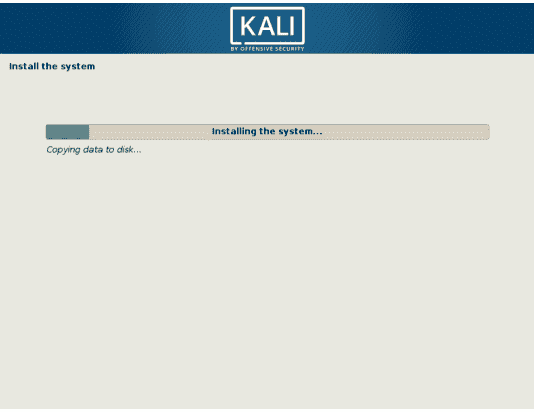 KALI
BY OFFENSIVE SECURITY
Install the system
Installing the system...
Copying data to disk...